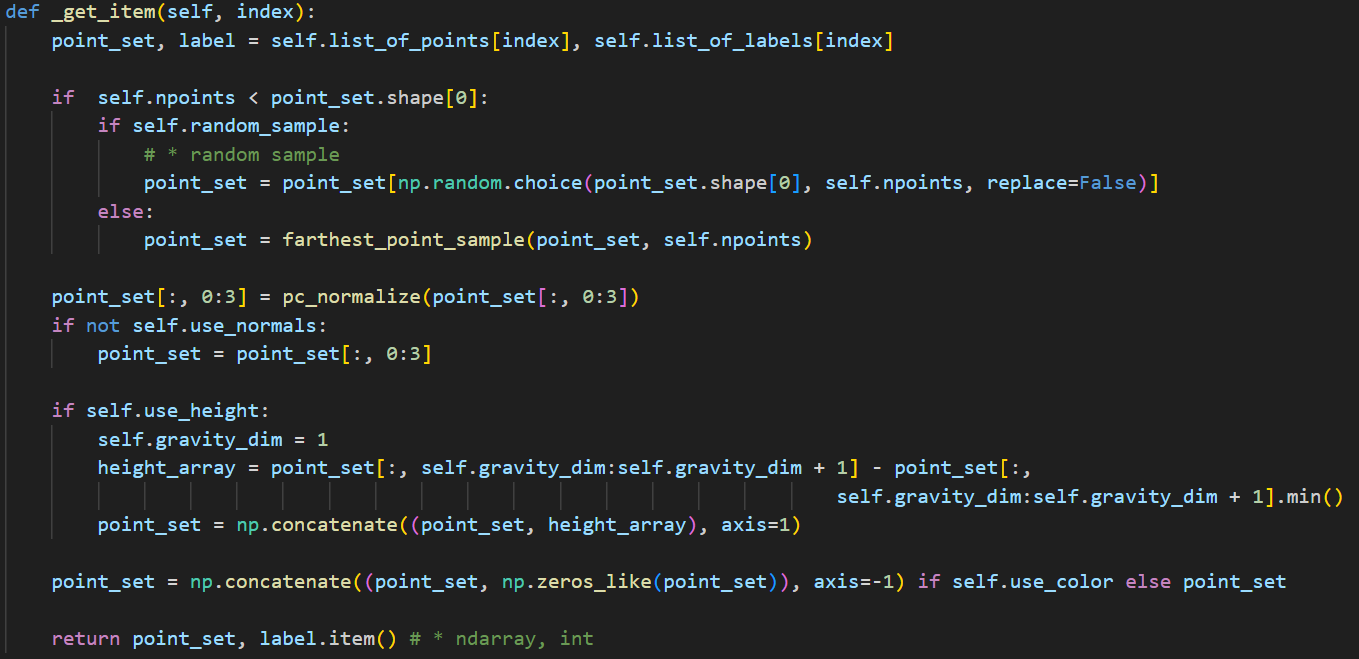 def _get_item(self, index):
    point_set, label = self.list_of_points[index], self.list_of_labels[index]

    if  self.npoints < point_set.shape[0]:
        if self.random_sample:
            # * random sample
            point_set = point_set[np.random.choice(point_set.shape[0], self.npoints, replace=False)]
        else:
            point_set = farthest_point_sample(point_set, self.npoints)

    point_set[:, 0:3] = pc_normalize(point_set[:, 0:3])
    if not self.use_normals:
        point_set = point_set[:, 0:3]

    if self.use_height:
        self.gravity_dim = 1
        height_array = point_set[:, self.gravity_dim:self.gravity_dim + 1] - point_set[:,
                                                                        self.gravity_dim:self.gravity_dim + 1].min()
        point_set = np.concatenate((point_set, height_array), axis=1)

    point_set = np.concatenate((point_set, np.zeros_like(point_set)), axis=-1) if self.use_color else point_set

    return point_set, label.item() # * ndarray, int